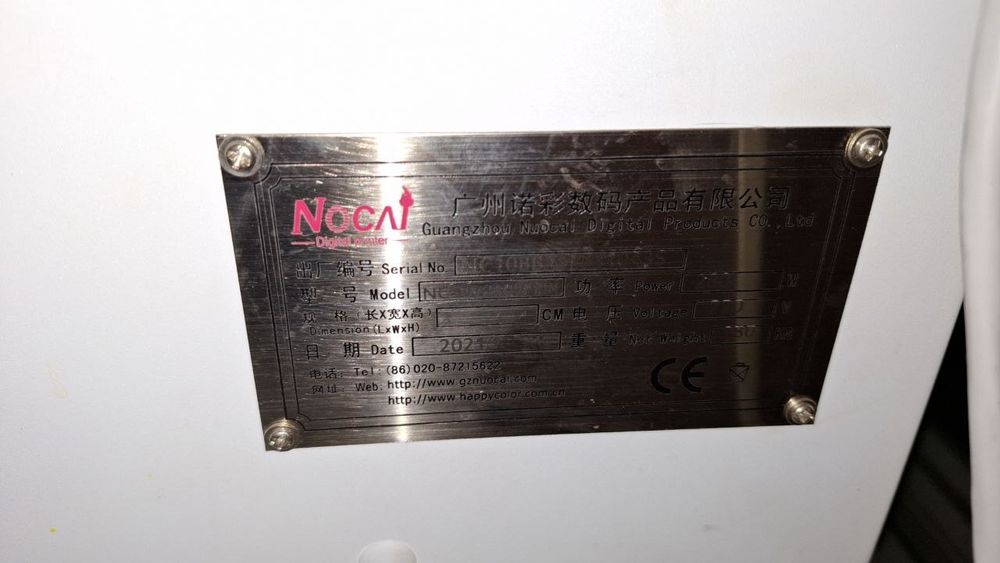 NOCAI
Digital printer
广州诺彩数码产品有限公司
Guangzhou Nuocai Digital Products CO.,Ltd
出厂编号 Serial No.
型 号 Model 功 率 Power W
规 格 (长X宽X高) CM 电 压 Voltage V
Dimension(LxWxH)
日 期 Date 2021 重 量 Net Weight KG
电话: Tel: (86)020-87215622
网址: Web: http://www.gznuocai.com
http://www.happycolor.com.cn
CE